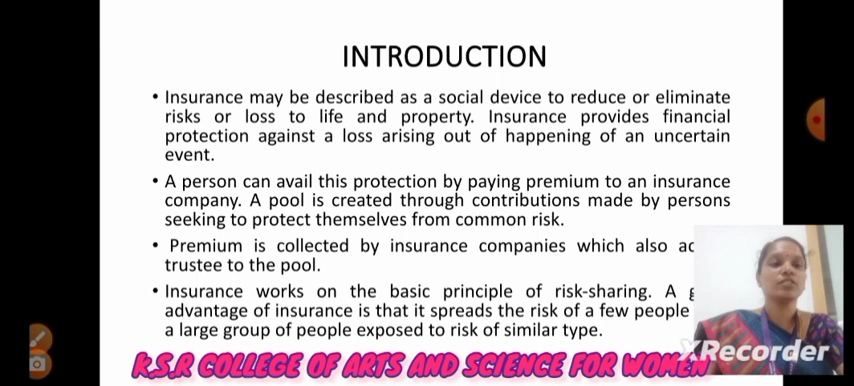 INTRODUCTION
• Insurance may be described as a social device to reduce or eliminate
risks or loss to life and property. Insurance provides financial
protection against a loss arising out of happening of an uncertain
event.
• A person can avail this protection by paying premium to an insurance
company. A pool is created through contributions made by persons
seeking to protect themselves from common risk.
• Premium is collected by insurance companies which also
trustee to the pool.
• Insurance works on the basic principle of risk-sharing. A
advantage of insurance is that it spreads the risk of a few people
a large group of people exposed to risk of similar type.
K.S.R COLLEGE OF ARTS AND SCIENCE FOR WOMEN
XRecorder